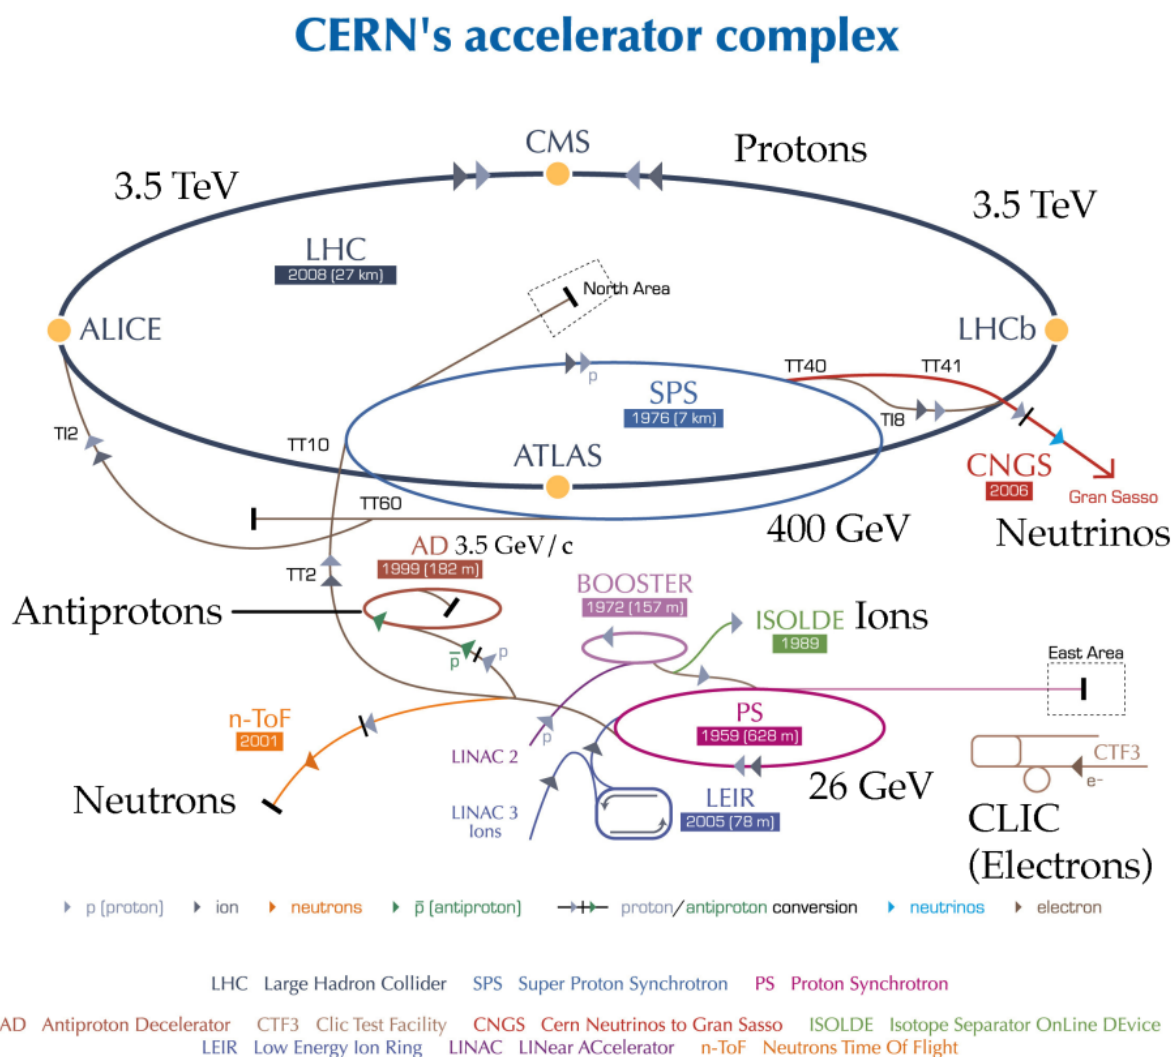 CERN's accelerator complex
CMS
Protons
3.5 TeV
3.5 TeV
LHC
2008 (27 km)
North Area
ALICE
LHCb
TT40
TT41
p
SPS
1976 (7 km)
TI8
TI2
TT10
ATLAS
CNGS
2006
Gran Sasso
TT60
400 GeV
Neutrinos
AD 3.5 GeV/c
1999 (182 m)
TT2
BOOSTER
1972 (157 m)
Antiprotons
ISOLDE Ions
1989
p̅
p
East Area
n-ToF
2001
PS
1959 (628 m)
p
LINAC 2
CTF3
e-
Neutrons
26 GeV
LEIR
2005 (78 m)
LINAC 3
Ions
CLIC
(Electrons)
p (proton) ion neutrons p̅ (antiproton) proton/antiproton conversion neutrinos electron
LHC Large Hadron Collider SPS Super Proton Synchrotron PS Proton Synchrotron
AD Antiproton Decelerator CTF3 Clic Test Facility CNGS Cern Neutrinos to Gran Sasso ISOLDE Isotope Separator OnLine DEvice
LEIR Low Energy Ion Ring LINAC LINear ACcelerator n-ToF Neutrons Time Of Flight